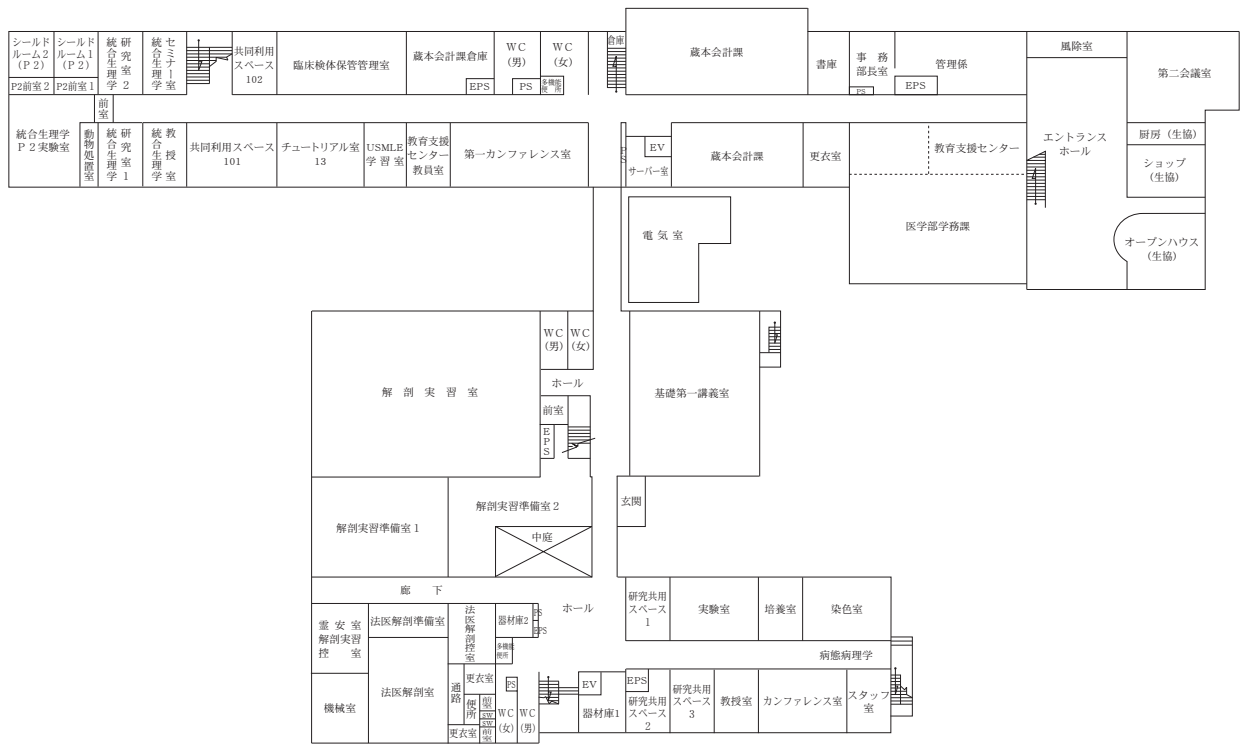 シールド
ルーム2
（P２）
シールド
ルーム1
（P２）
P2前室２
P2前室１
統合生理学
研究室２
統合生理学
セミナー室
共同利用
スペース
102
臨床検体保管管理室
蔵本会計課倉庫
EPS
WC
(男)
PS
WC
(女)
多機能
便所
倉庫
蔵本会計課
書庫
事務
部長室
PS
管理係
EPS
風除室
第二会議室
前室
統合生理学
Ｐ２実験室
動物処置室
統合生理学
研究室１
統合生理学
教授室
共同利用スペース
101
チュートリアル室
13
USMLE
学習室
教育支援
センター
教員室
第一カンファレンス室
PS
EV
サーバー室
蔵本会計課
更衣室
教育支援センター
医学部学務課
エントランス
ホール
厨房（生協）
ショップ
（生協）
オープンハウス
（生協）
電気室
解剖実習室
WC
(男)
WC
(女)
ホール
前室
EPS
基礎第一講義室
解剖実習準備室１
解剖実習準備室２
中庭
玄関
廊下
ホール
霊安室
解剖実習
控室
機械室
法医解剖準備室
法医解剖室
法医解剖控室
器材庫2
PS
EPS
多機能
便所
通路
更衣室
便所
前室
SW
SW
前室
更衣室
PS
WC
(女)
WC
(男)
EV
器材庫1
EPS
研究共用
スペース
1
実験室
培養室
染色室
病態病理学
研究共用
スペース
2
研究共用
スペース
3
教授室
カンファレンス室
スタッフ
室